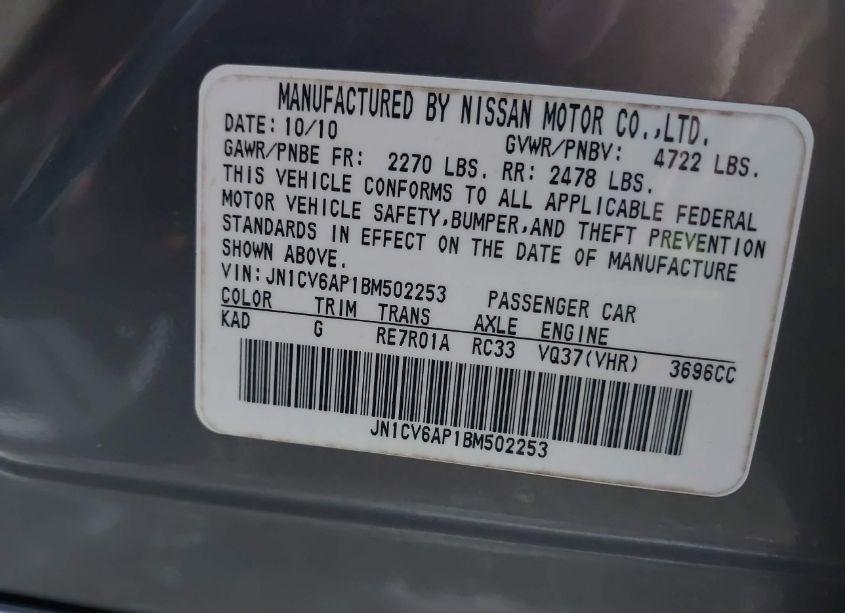 MANUFACTURED BY NISSAN MOTOR CO.,LTD.
DATE: 10/10 GVWR/PNBV: 4722 LBS.
GAWR/PNBE FR: 2270 LBS. RR: 2478 LBS.
THIS VEHICLE CONFORMS TO ALL APPLICABLE FEDERAL
MOTOR VEHICLE SAFETY,BUMPER,AND THEFT PREVENTION
STANDARDS IN EFFECT ON THE DATE OF MANUFACTURE
SHOWN ABOVE.
VIN:JN1CV6AP1BM502253 PASSENGER CAR
COLOR TRIM TRANS AXLE ENGINE
KAD G RE7R01A RC33 VQ37(VHR) 3696CC
JN1CV6AP1BM502253